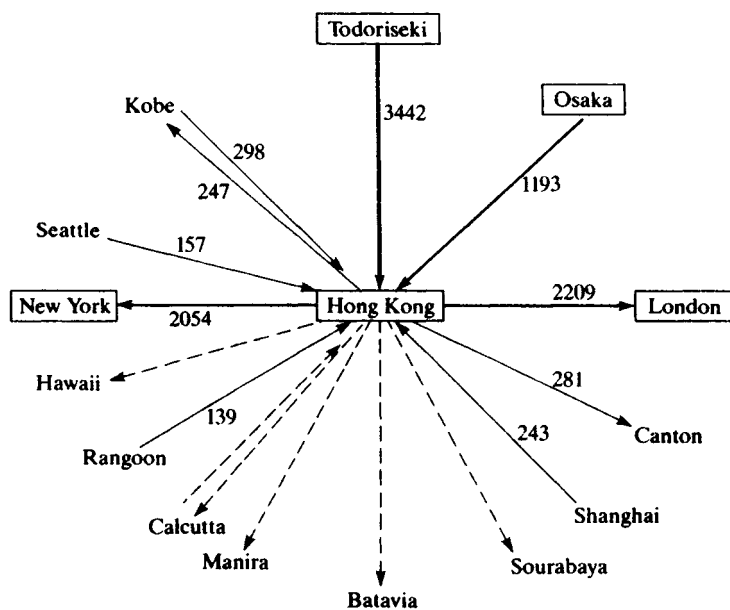 Todoriseki
Kobe
3442
Osaka
298
247
1193
Seattle
157
New York
2054
Hong Kong
2209
London
Hawaii
139
281
Rangoon
243
Canton
Calcutta
Shanghai
Manira
Sourabaya
Batavia